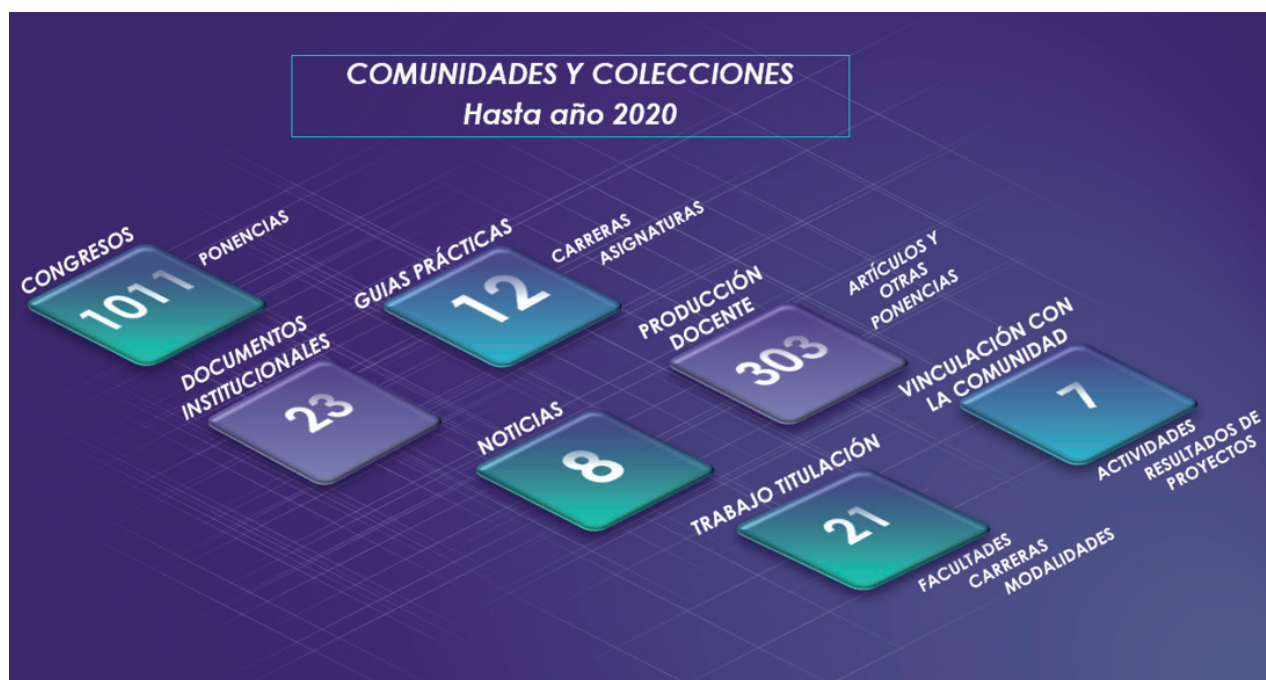 COMUNIDADES Y COLECCIONES
Hasta año 2020
CONGRESOS
1011
PONENCIAS
DOCUMENTOS
INSTITUCIONALES
23
GUIAS PRÁCTICAS
12
CARRERAS
ASIGNATURAS
NOTICIAS
8
PRODUCCIÓN
DOCENTE
303
ARTÍCULOS Y
OTRAS
PONENCIAS
TRABAJO TITULACIÓN
21
FACULTADES
CARRERAS
MODALIDADES
VINCULACIÓN CON
LA COMUNIDAD
7
ACTIVIDADES
RESULTADOS DE
PROYECTOS